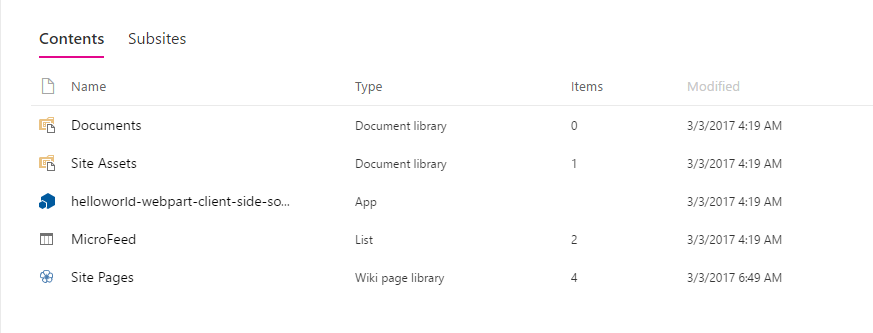 Contents Subsites
Name Type Items Modified
Documents Document library 0 3/3/2017 4:19 AM
Site Assets Document library 1 3/3/2017 4:19 AM
helloworld-webpart-client-side-so... App 3/3/2017 4:19 AM
MicroFeed List 2 3/3/2017 4:19 AM
Site Pages Wiki page library 4 3/3/2017 6:49 AM